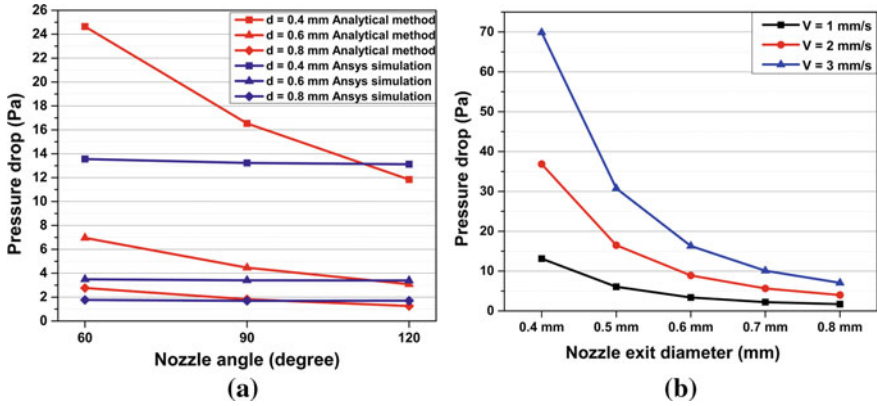 26
24
22
20
18
16
14
12
10
8
6
4
2
0
Pressure drop (Pa)
d = 0.4 mm Analytical method
d = 0.6 mm Analytical method
d = 0.8 mm Analytical method
d = 0.4 mm Ansys simulation
d = 0.6 mm Ansys simulation
d = 0.8 mm Ansys simulation
60 90 120
Nozzle angle (degree)
(a)
70
60
50
40
30
20
10
0
Pressure drop (Pa)
V = 1 mm/s
V = 2 mm/s
V = 3 mm/s
0.4 mm 0.5 mm 0.6 mm 0.7 mm 0.8 mm
Nozzle exit diameter (mm)
(b)